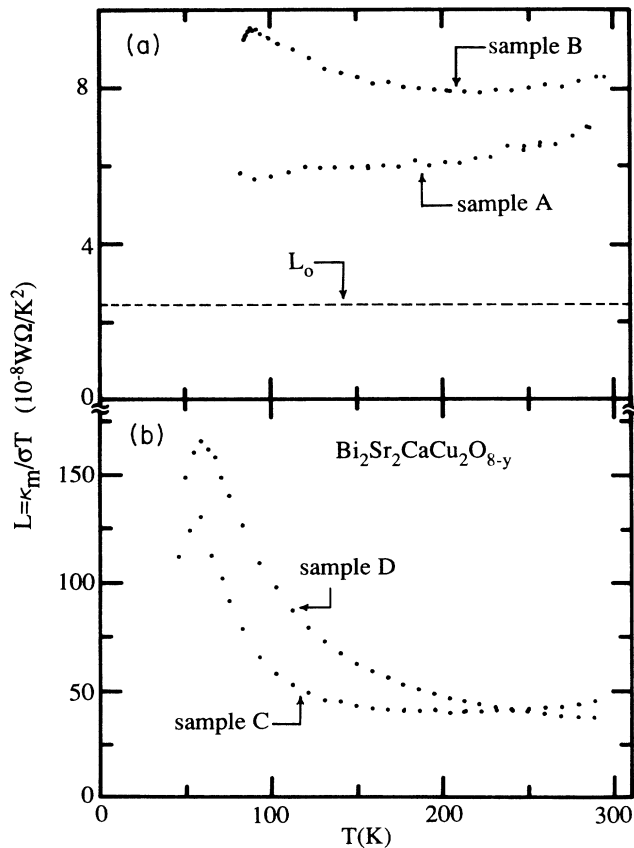 (a)
sample B
8
sample A
4
L₀
0
L=κₘ/σT (10⁻⁸WΩ/K²)
(b)
Bi₂Sr₂CaCu₂O₈₋y
150
sample D
100
50
sample C
0
0
100
200
300
T(K)